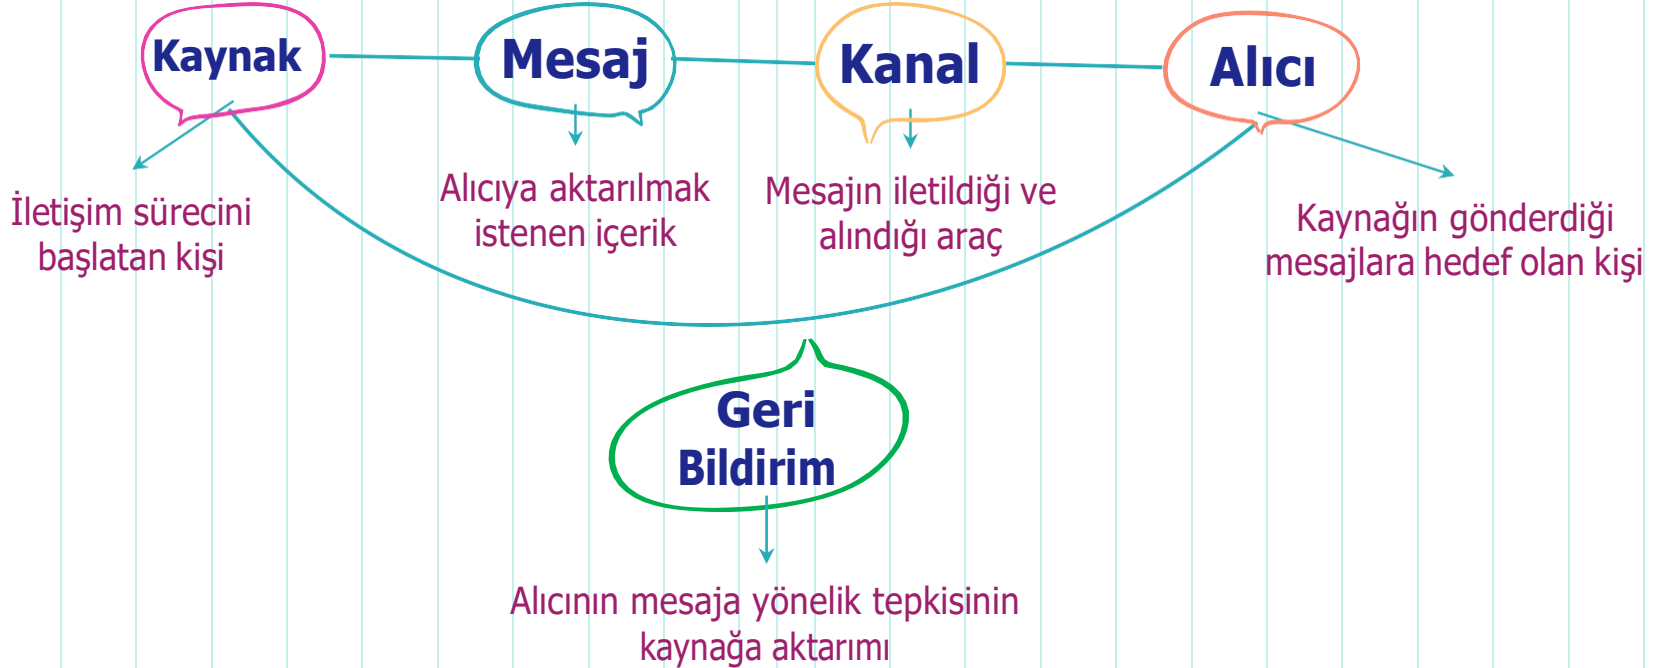 Kaynak
Mesaj
Kanal
Alıcı
İletişim sürecini
başlatan kişi
Alıcıya aktarılmak
istenen içerik
Mesajın iletildiği ve
alındığı araç
Kaynağın gönderdiği
mesajlara hedef olan kişi
Geri
Bildirim
Alıcının mesaja yönelik tepkisinin
kaynağa aktarımı